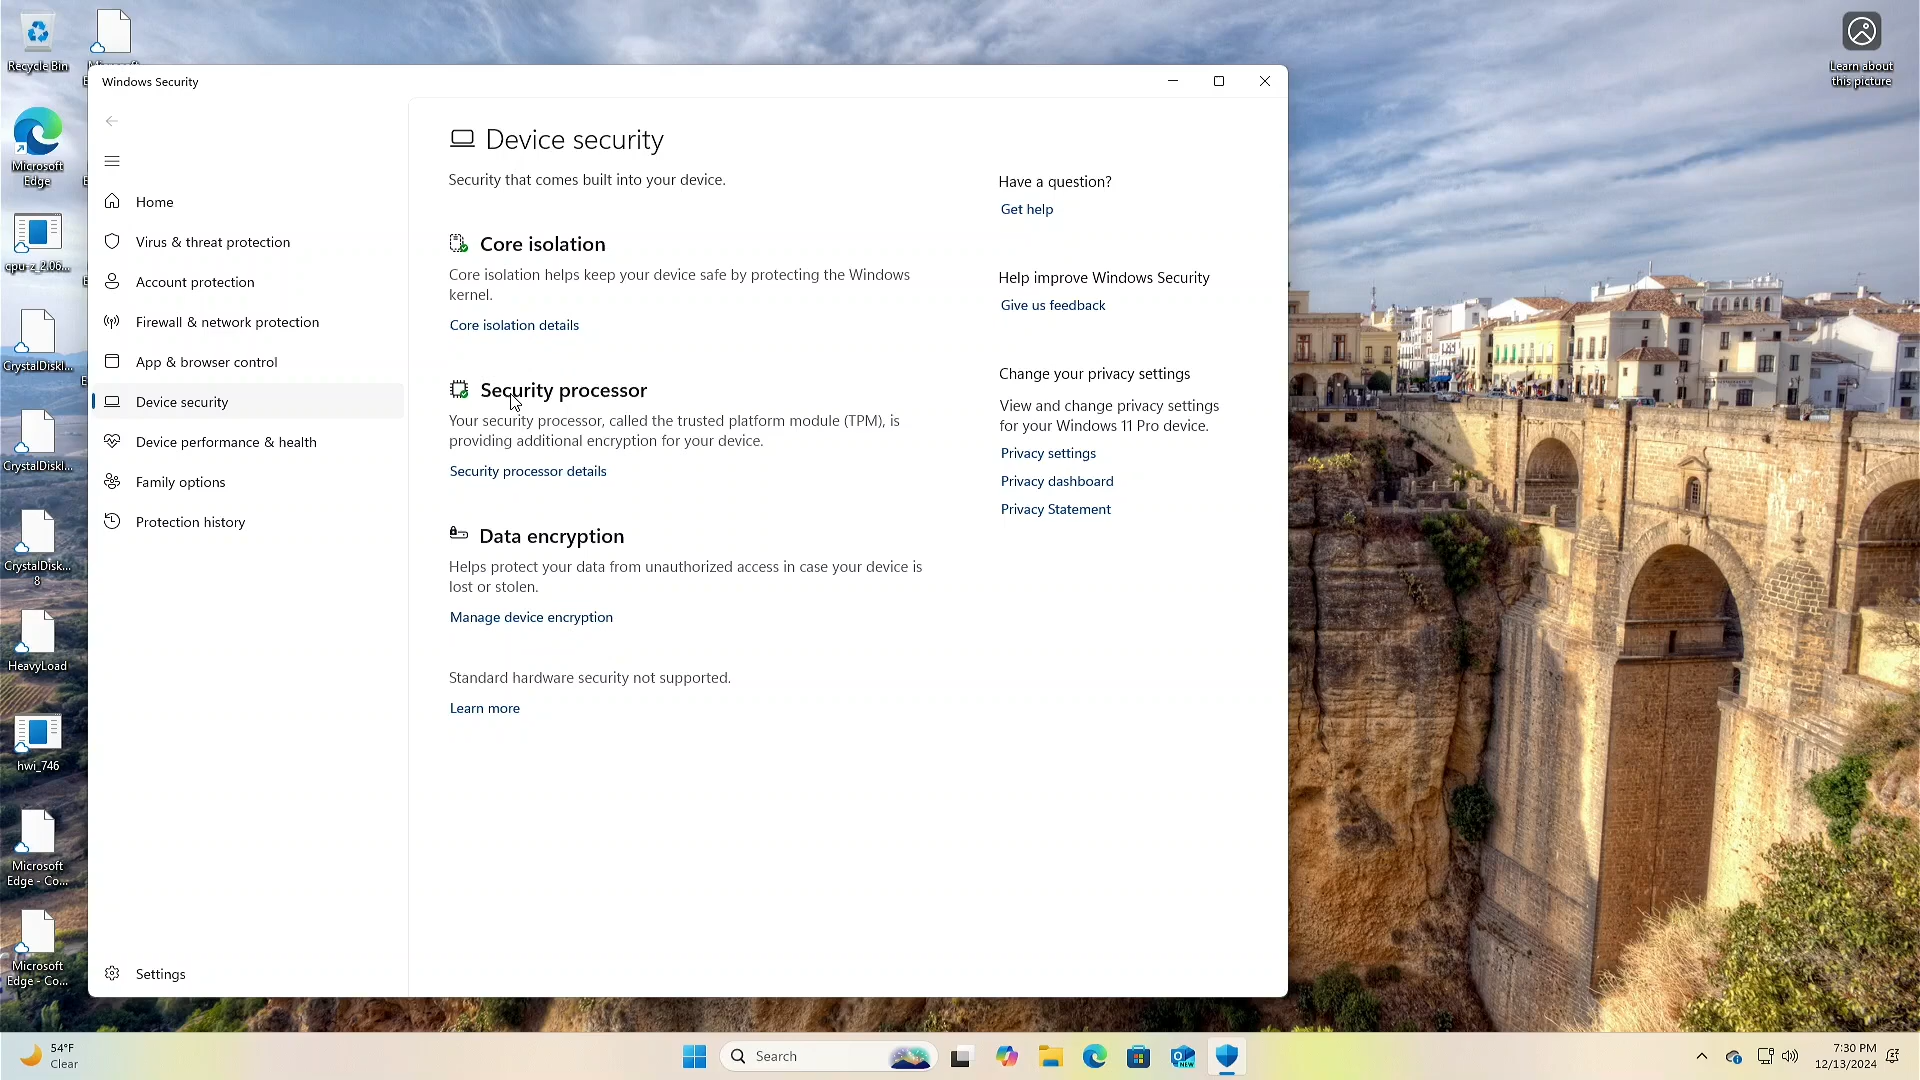 Recycle Bin
Microsoft
Edge
cpu-z_2.06...
CrystalDiskI...
CrystalDiskI...
CrystalDisk...
8
HeavyLoad
hwi_746
Microsoft
Edge - Co...
Microsoft
Edge - Co...
Learn about
this picture
Windows Security
Home
Virus & threat protection
Account protection
Firewall & network protection
App & browser control
Device security
Device performance & health
Family options
Protection history
Settings
Device security
Security that comes built into your device.
Core isolation
Core isolation helps keep your device safe by protecting the Windows
kernel.
Core isolation details
Security processor
Your security processor, called the trusted platform module (TPM), is
providing additional encryption for your device.
Security processor details
Data encryption
Helps protect your data from unauthorized access in case your device is
lost or stolen.
Manage device encryption
Standard hardware security not supported.
Learn more
Have a question?
Get help
Help improve Windows Security
Give us feedback
Change your privacy settings
View and change privacy settings
for your Windows 11 Pro device.
Privacy settings
Privacy dashboard
Privacy Statement
54°F
Clear
Search
NEW
7:30 PM
12/13/2024